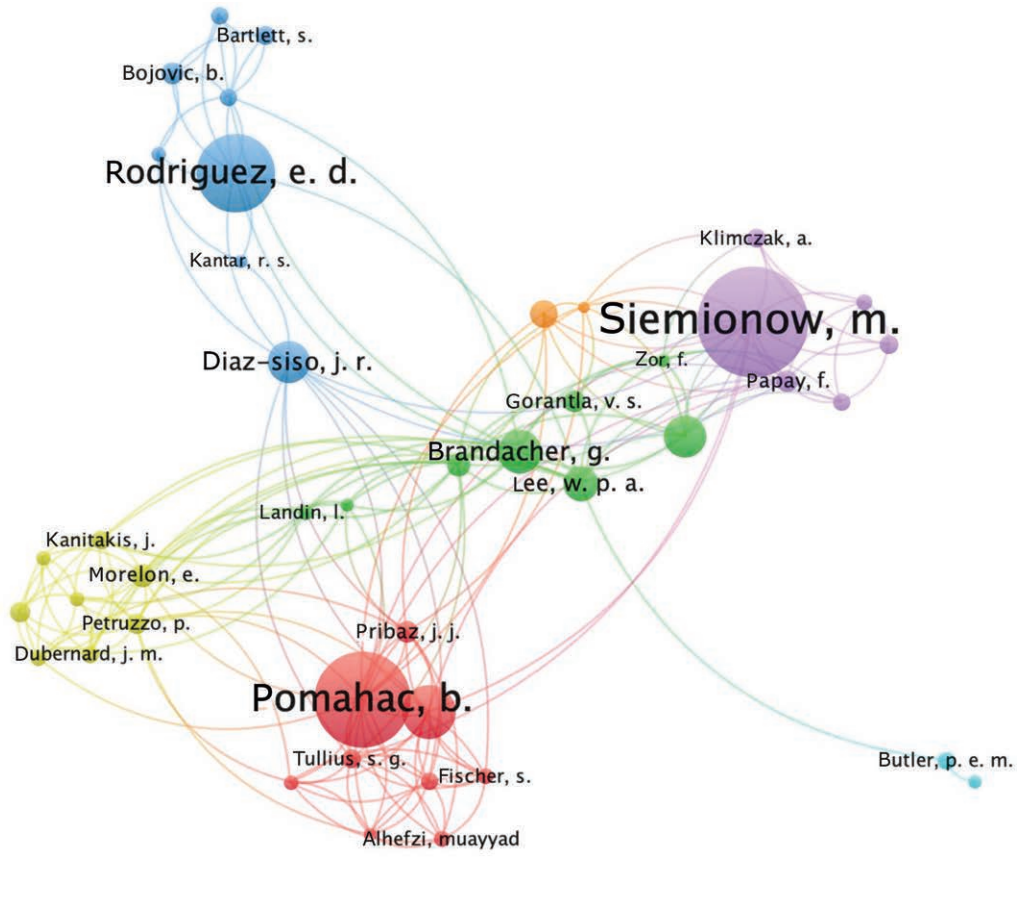 Bartlett, s.
Bojovic, b.
Rodriguez, e. d.
Klimczak, a.
Kantar, r. s.
Siemionow, m.
Diaz-siso, j. r.
Zor, f.
Papay, f.
Gorantla, v. s.
Brandacher, g.
Lee, w. p. a.
Landin, l.
Kanitakis, j.
Morelon, e.
Petruzzo, p.
Pribaz, j. j.
Dubernard, j. m.
Pomahac, b.
Tullius, s. g.
Butler, p. e. m.
Fischer, s.
Alhefzi, muayyad